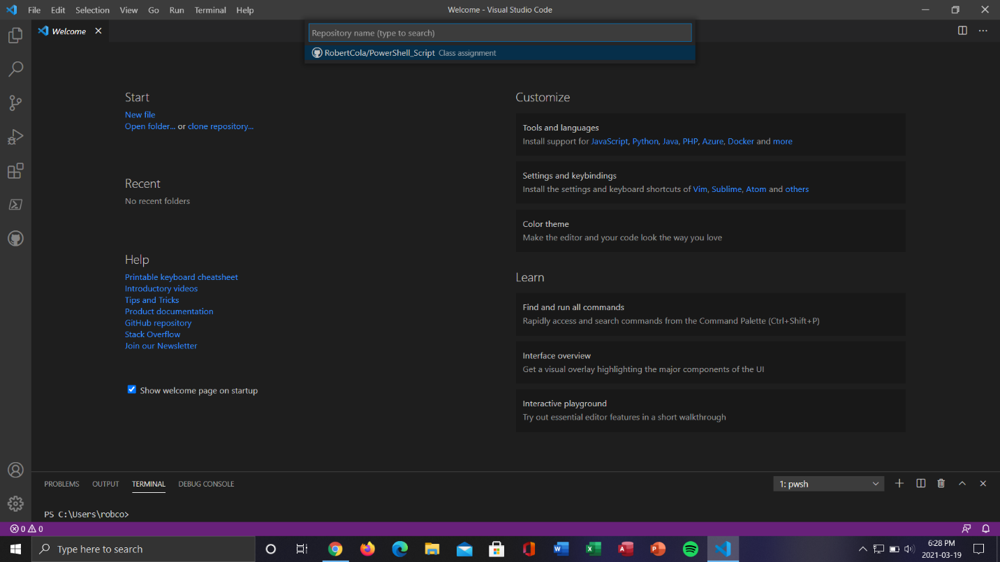 File Edit Selection View Go Run Terminal Help
Welcome - Visual Studio Code
Welcome
Repository name (type to search)
RobertCola/PowerShell_Script Class assignment
Start
New file
Open folder... or clone repository...
Recent
No recent folders
Help
Printable keyboard cheatsheet
Introductory videos
Tips and Tricks
Product documentation
GitHub repository
Stack Overflow
Join our Newsletter
Show welcome page on startup
Customize
Tools and languages
Install support for JavaScript, Python, Java, PHP, Azure, Docker and more
Settings and keybindings
Install the settings and keyboard shortcuts of Vim, Sublime, Atom and others
Color theme
Make the editor and your code look the way you love
Learn
Find and run all commands
Rapidly access and search commands from the Command Palette (Ctrl+Shift+P)
Interface overview
Get a visual overlay highlighting the major components of the UI
Interactive playground
Try out essential editor features in a short walkthrough
PROBLEMS OUTPUT TERMINAL DEBUG CONSOLE
1: pwsh
PS C:\Users\robco>
0 0
Type here to search
6:28 PM
2021-03-19